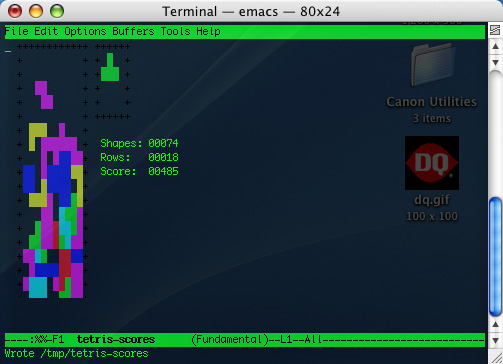 Terminal — emacs — 80x24
File Edit Options Buffers Tools Help
Canon Utilities
3 items
Shapes: 00074
Rows: 00018
Score: 00485
DQ
dq.gif
100 x 100
----:%%-F1 tetris-scores (Fundamental)--L1--All---------------------------
Wrote /tmp/tetris-scores